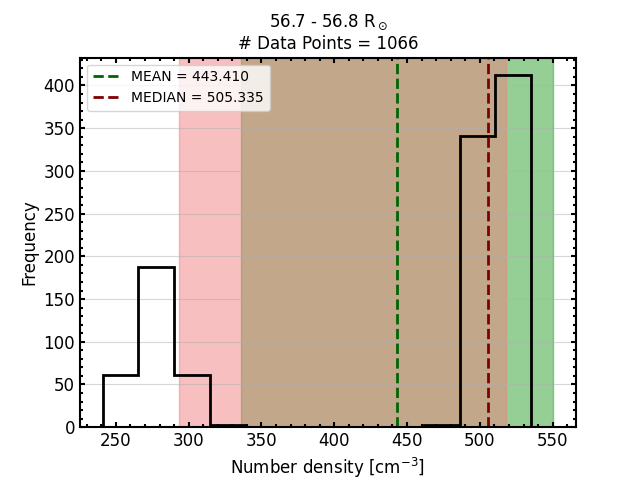 56.7 - 56.8 R⊙
# Data Points = 1066
MEAN = 443.410
MEDIAN = 505.335
Frequency
400
350
300
250
200
150
100
50
0
250 300 350 400 450 500 550
Number density [cm⁻³]